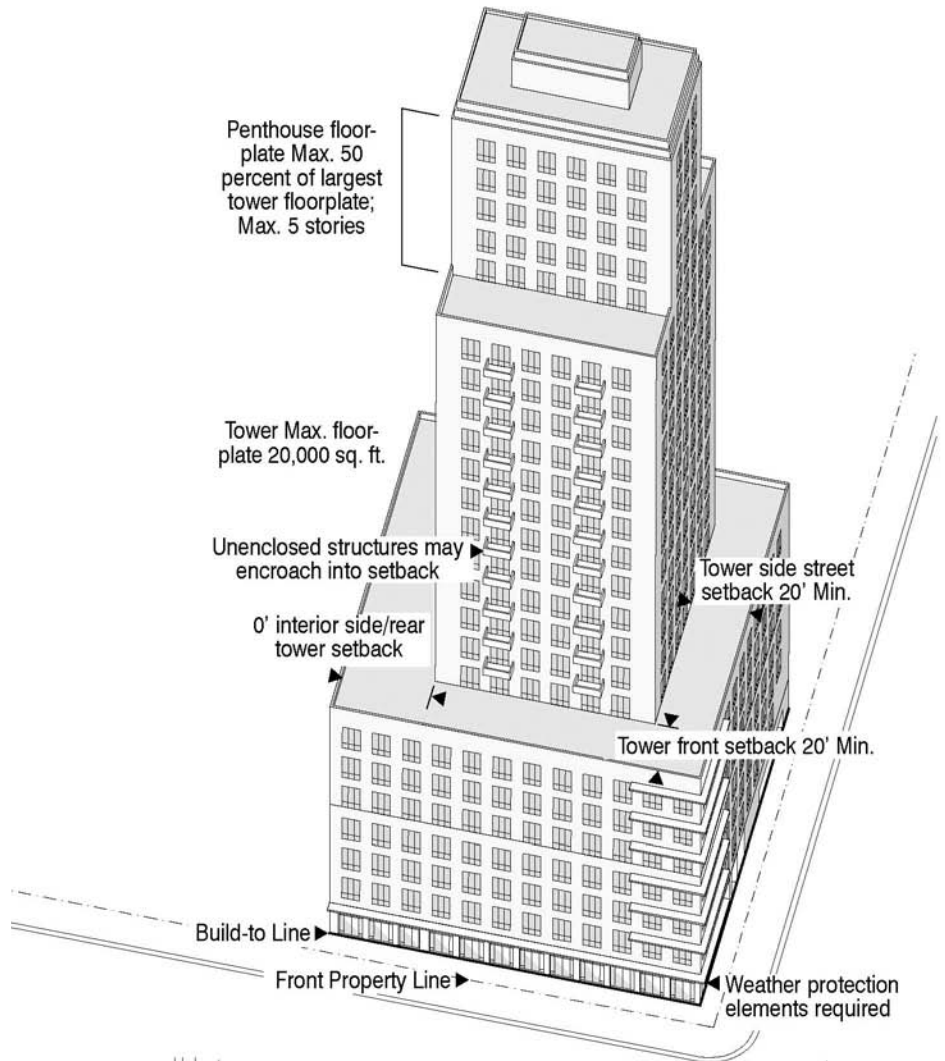 Penthouse floor-
plate Max. 50
percent of largest
tower floorplate;
Max. 5 stories
Tower Max. floor-
plate 20,000 sq. ft.
Unenclosed structures may
encroach into setback
Tower side street
setback 20' Min.
0' interior side/rear
tower setback
Tower front setback 20' Min.
Build-to Line
Front Property Line
Weather protection
elements required